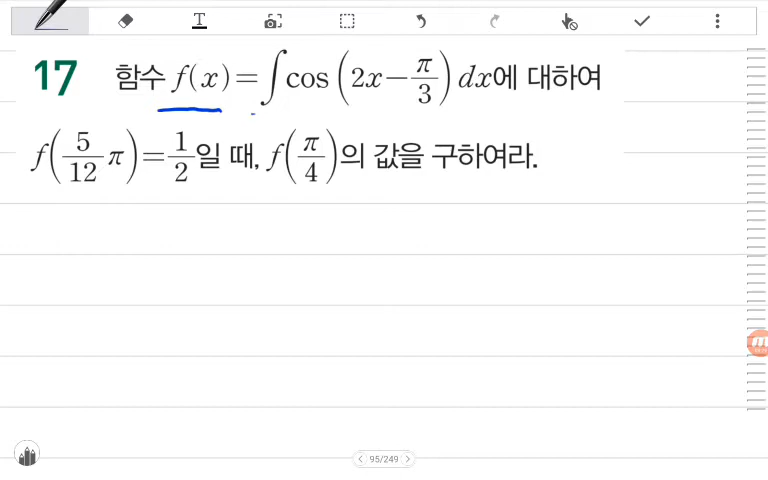 T
17 함수 f(x)=∫cos(2x−π/3)dx에 대하여
f(5/12 π)=1/2일 때, f(π/4)의 값을 구하여라.
95/249